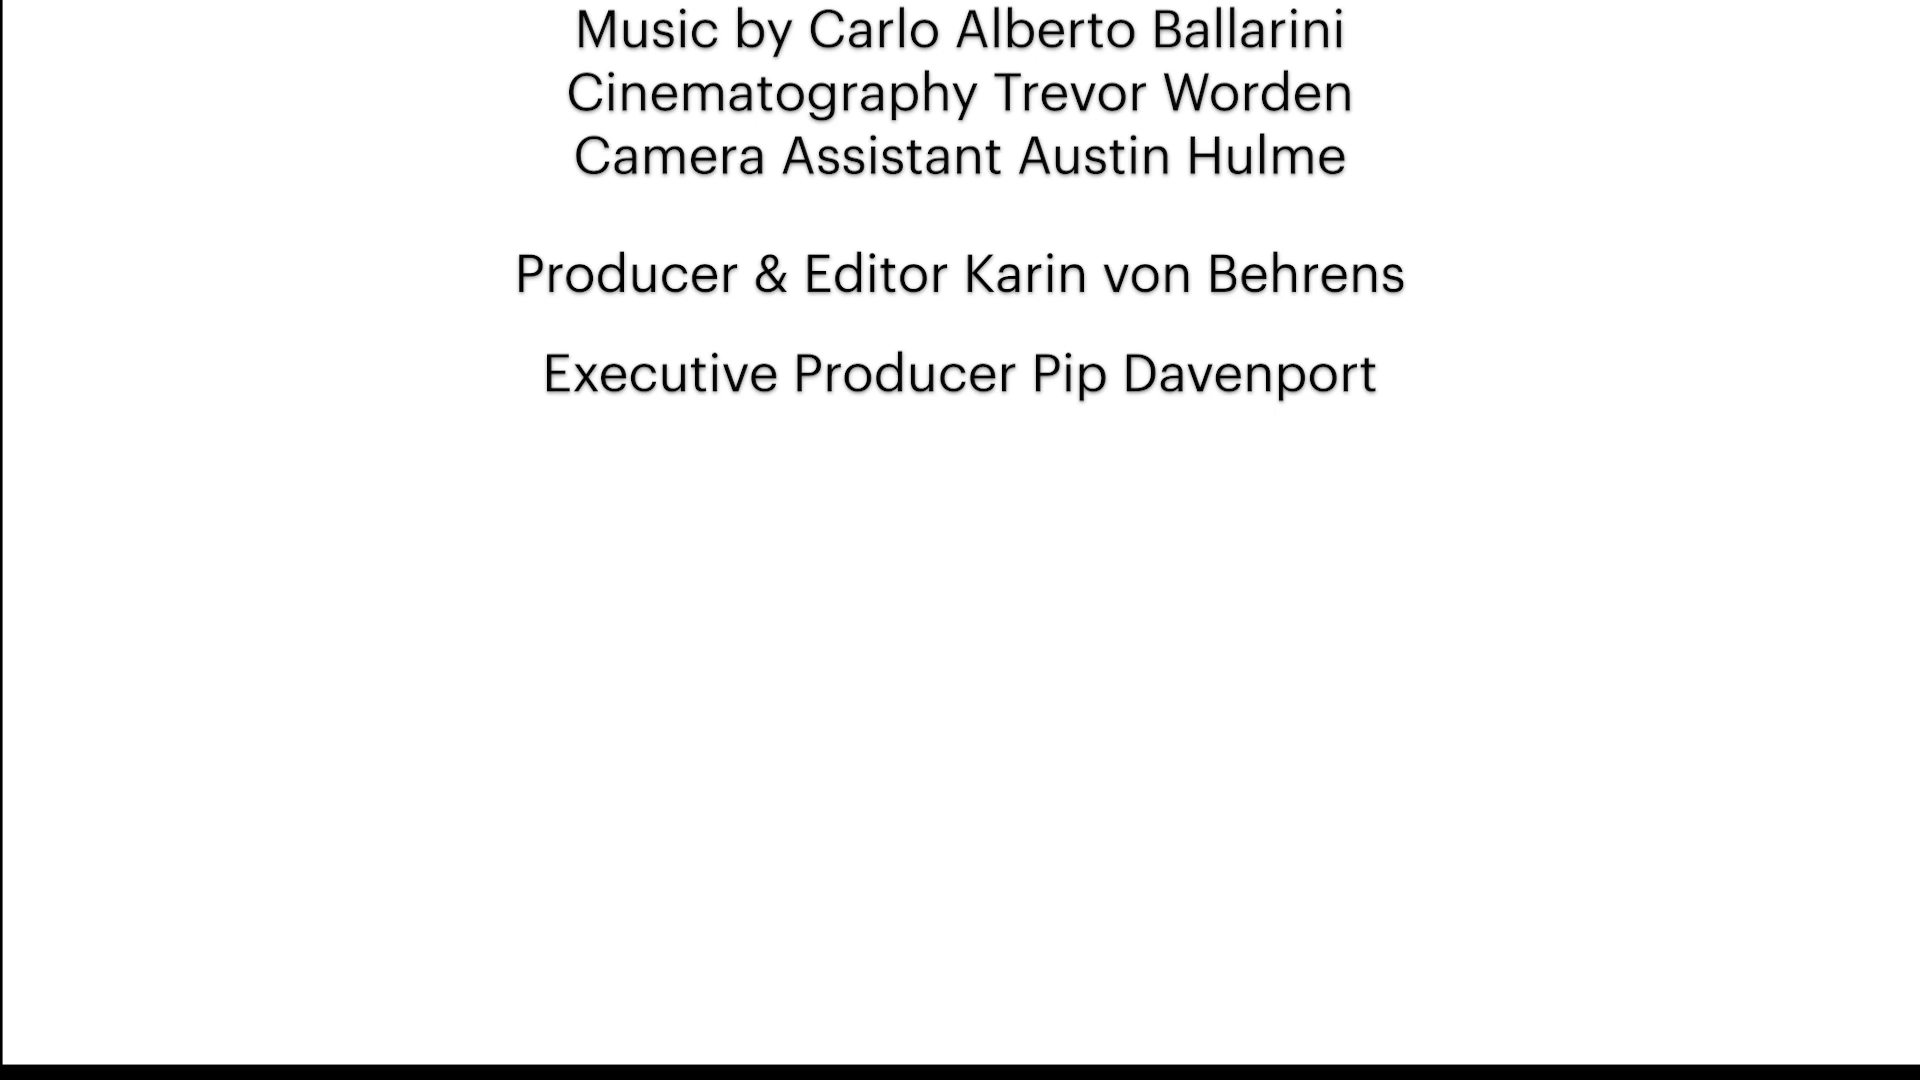 Music by Carlo Alberto Ballarini
Cinematography Trevor Worden
Camera Assistant Austin Hulme
Producer & Editor Karin von Behrens
Executive Producer Pip Davenport